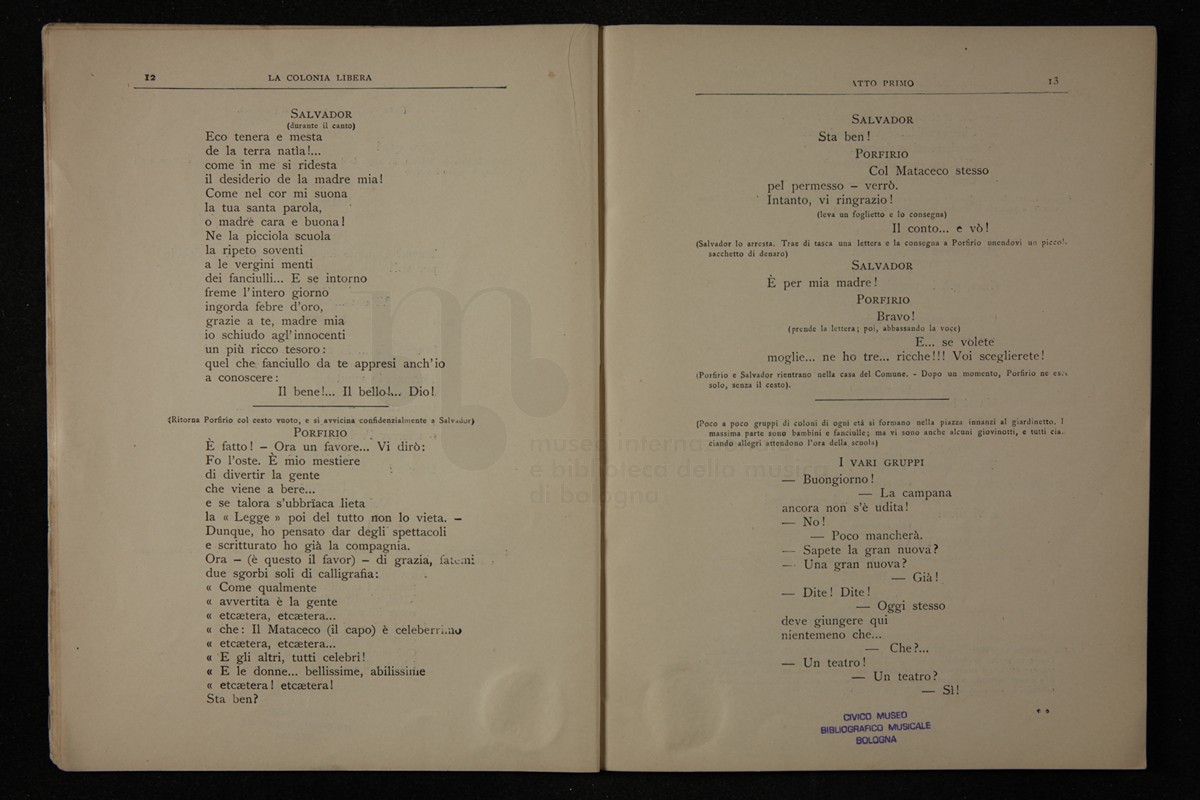 12
LA COLONIA LIBERA
SALVADOR
(durante il canto)
Eco tenera e mesta
de la terra natìa!...
come in me si ridesta
il desiderio de la madre mia!
Come nel cor mi suona
la tua santa parola,
o madre cara e buona!
Ne la picciola scuola
la ripeto soventi
a le vergini menti
dei fanciulli... E se intorno
freme l'intero giorno
ingorda febre d'oro,
grazie a te, madre mia
io schiudo agl'innocenti
un più ricco tesoro:
quel che fanciullo da te appresi anch'io
a conoscere:
Il bene!... Il bello!... Dio!
(Ritorna Porfirio col cesto vuoto, e si avvicina confidenzialmente a Salvador)
PORFIRIO
È fatto! – Ora un favore... Vi dirò:
Fo l'oste. È mio mestiere
di divertir la gente
che viene a bere...
e se talora s'ubbrïaca lieta
la « Legge » poi del tutto non lo vieta. –
Dunque, ho pensato dar degli spettacoli
e scritturato ho già la compagnia.
Ora – (è questo il favor) – di grazia, fatemi
due sgorbi soli di calligrafia:
« Come qualmente
« avvertita è la gente
« etcætera, etcætera...
« che: Il Mataceco (il capo) è celeberrimo
« etcætera, etcætera...
« E gli altri, tutti celebri!
« E le donne... bellissime, abilissime
« etcætera! etcætera!
Sta ben?
ATTO PRIMO
13
SALVADOR
Sta ben!
PORFIRIO
Col Mataceco stesso
pel permesso – verrò.
Intanto, vi ringrazio!
(leva un foglietto e lo consegna)
Il conto... e vò!
(Salvador lo arresta. Trae di tasca una lettera e la consegna a Porfirio unendovi un piccol
sacchetto di denaro)
SALVADOR
È per mia madre!
PORFIRIO
Bravo!
(prende la lettera; poi, abbassando la voce)
E... se volete
moglie... ne ho tre... ricche!!! Voi sceglierete!
(Porfirio e Salvador rientrano nella casa del Comune. - Dopo un momento, Porfirio ne esce
solo, senza il cesto).
(Poco a poco gruppi di coloni di ogni età si formano nella piazza innanzi al giardinetto. I
massima parte sono bambini e fanciulle; ma vi sono anche alcuni giovinotti, e tutti cia
ciando allegri attendono l'ora della scuola)
I VARI GRUPPI
— Buongiorno!
— La campana
ancora non s'è udita!
— No!
— Poco mancherà.
— Sapete la gran nuova?
— Una gran nuova?
— Già!
— Dite! Dite!
— Oggi stesso
deve giungere qui
nientemeno che...
— Che?...
— Un teatro!
— Un teatro?
— Sì!
CIVICO MUSEO
BIBLIOGRAFICO MUSICALE
BOLOGNA
museo internazionale
e biblioteca della musica
di bologna